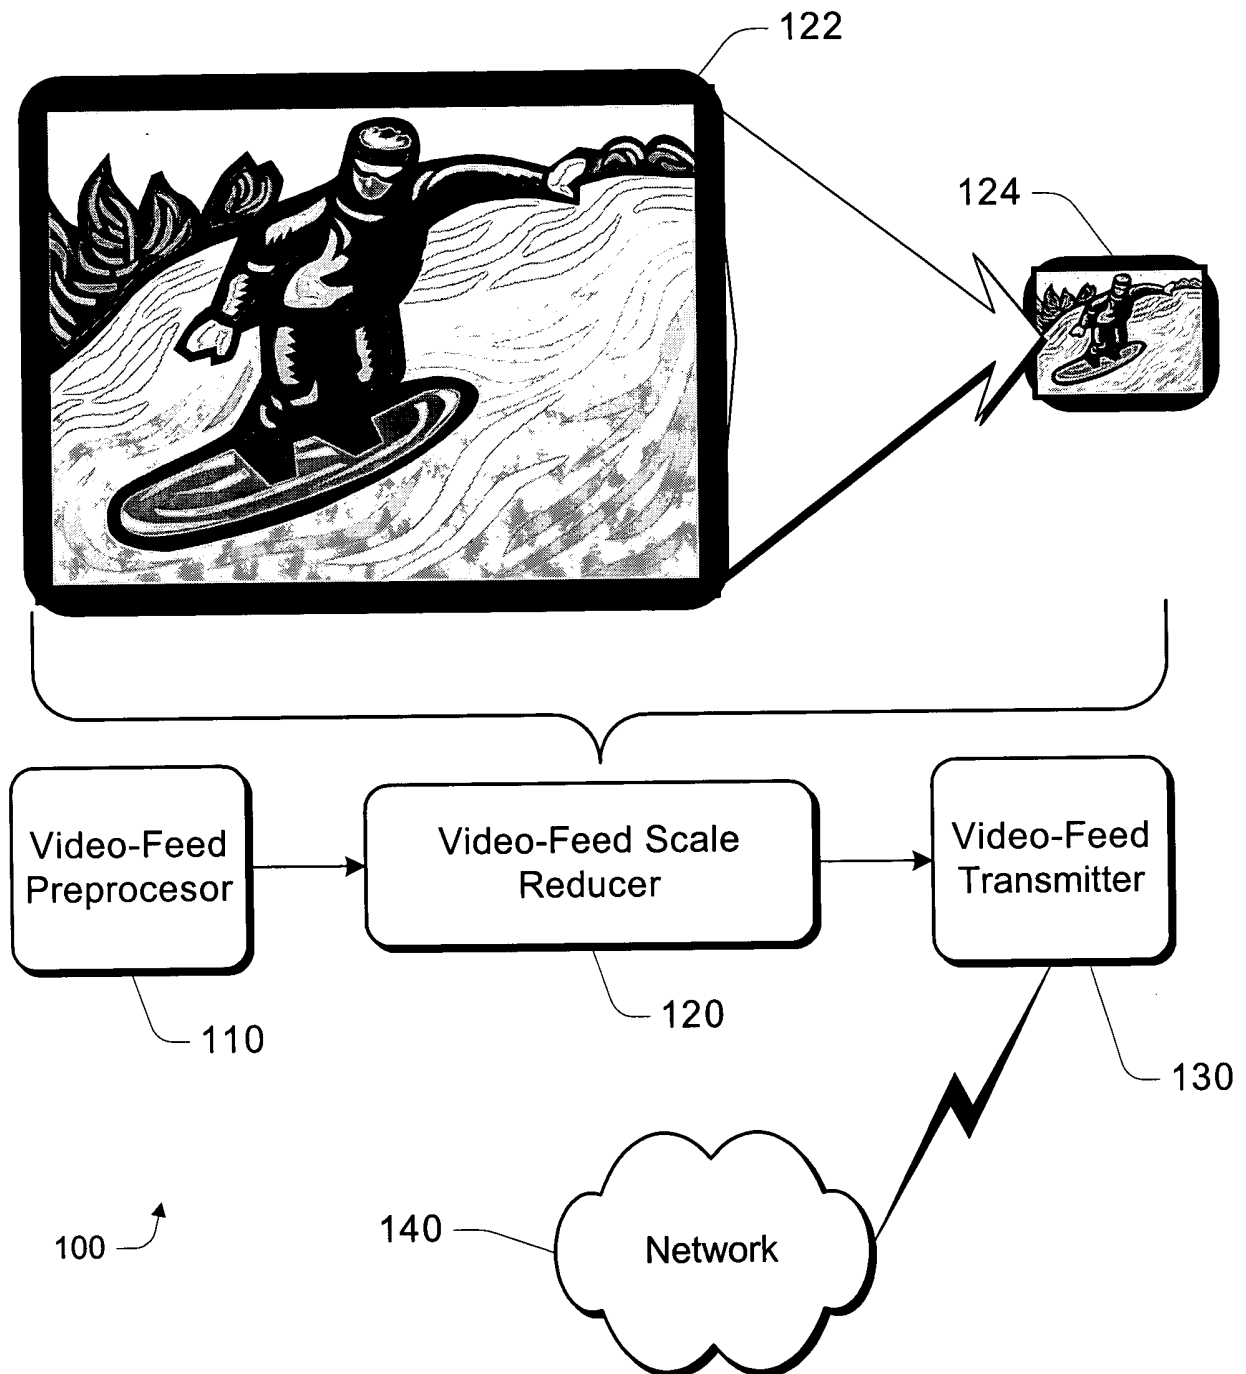 122
124
Video-Feed
Preprocesor
Video-Feed Scale
Reducer
Video-Feed
Transmitter
110
120
130
100
140
Network